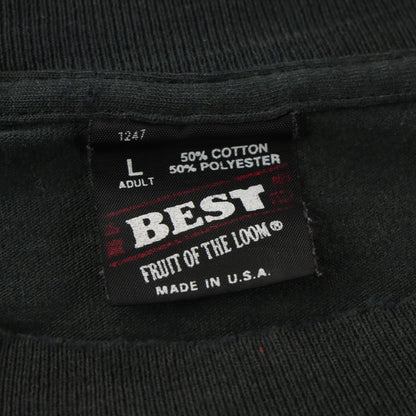 1247
L
ADULT
50% COTTON
50% POLYESTER
BEST
FRUIT OF THE LOOM®
MADE IN U.S.A.